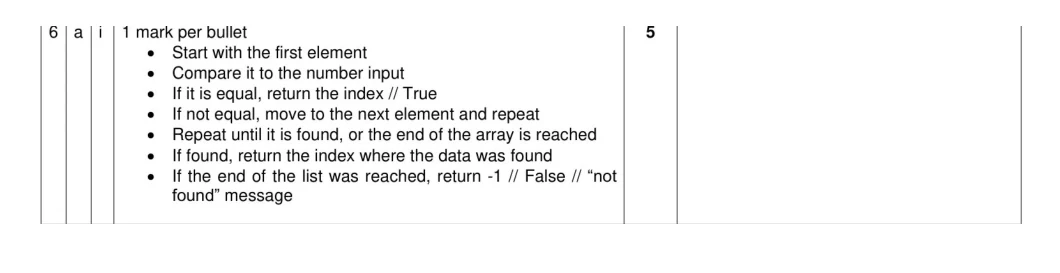 6 a i 1 mark per bullet 5
• Start with the first element
• Compare it to the number input
• If it is equal, return the index // True
• If not equal, move to the next element and repeat
• Repeat until it is found, or the end of the array is reached
• If found, return the index where the data was found
• If the end of the list was reached, return -1 // False // “not
found” message